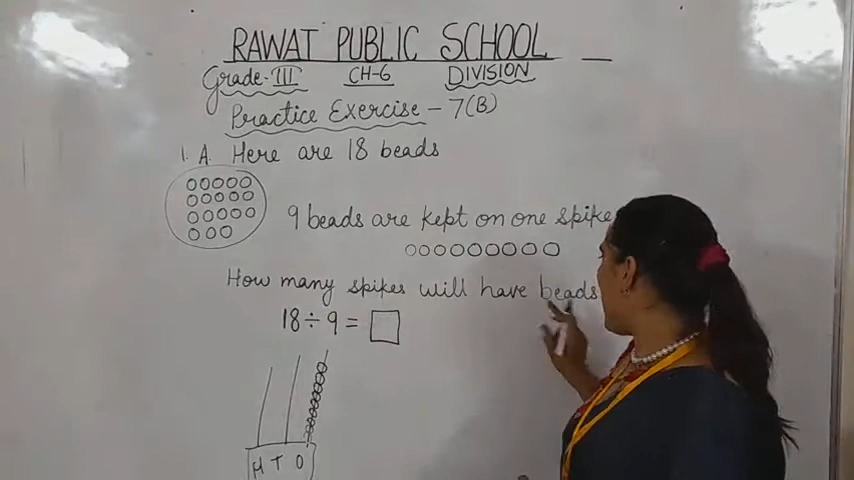 RAWAT PUBLIC SCHOOL
Grade-III CH-6 DIVISION
Practice Exercise - 7(B)
1. A. Here are 18 beads
9 beads are kept on one spike
How many spikes will have beads
18 ÷ 9 = □
H T O